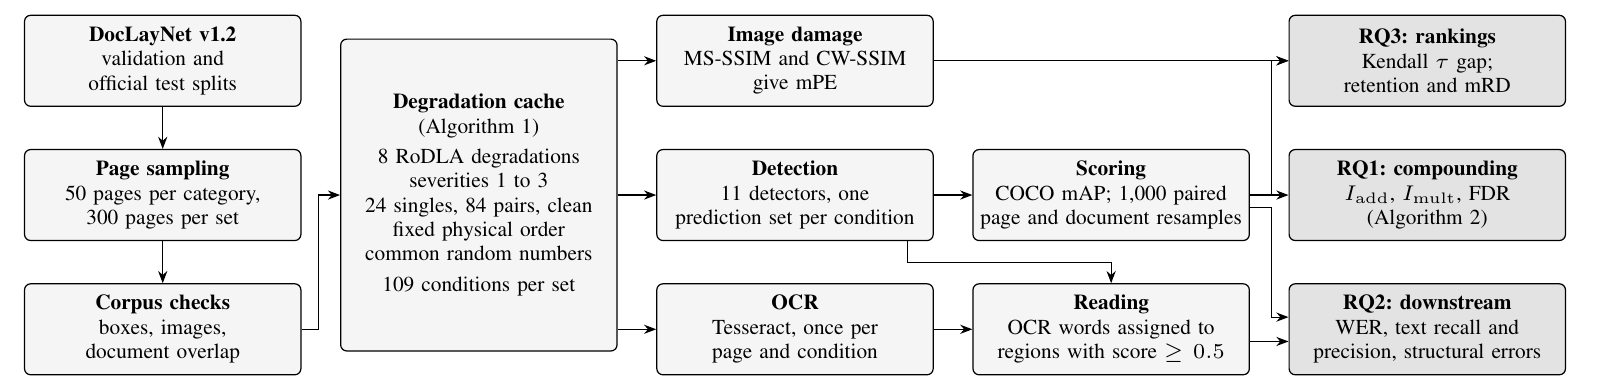 DocLayNet v1.2
validation and
official test splits
Page sampling
50 pages per category,
300 pages per set
Corpus checks
boxes, images,
document overlap
Degradation cache
(Algorithm 1)
8 RoDLA degradations
severities 1 to 3
24 singles, 84 pairs, clean
fixed physical order
common random numbers
109 conditions per set
Image damage
MS-SSIM and CW-SSIM
give mPE
Detection
11 detectors, one
prediction set per condition
OCR
Tesseract, once per
page and condition
Scoring
COCO mAP; 1,000 paired
page and document resamples
Reading
OCR words assigned to
regions with score ≥ 0.5
RQ3: rankings
Kendall τ gap;
retention and mRD
RQ1: compounding
I_add, I_mult, FDR
(Algorithm 2)
RQ2: downstream
WER, text recall and
precision, structural errors